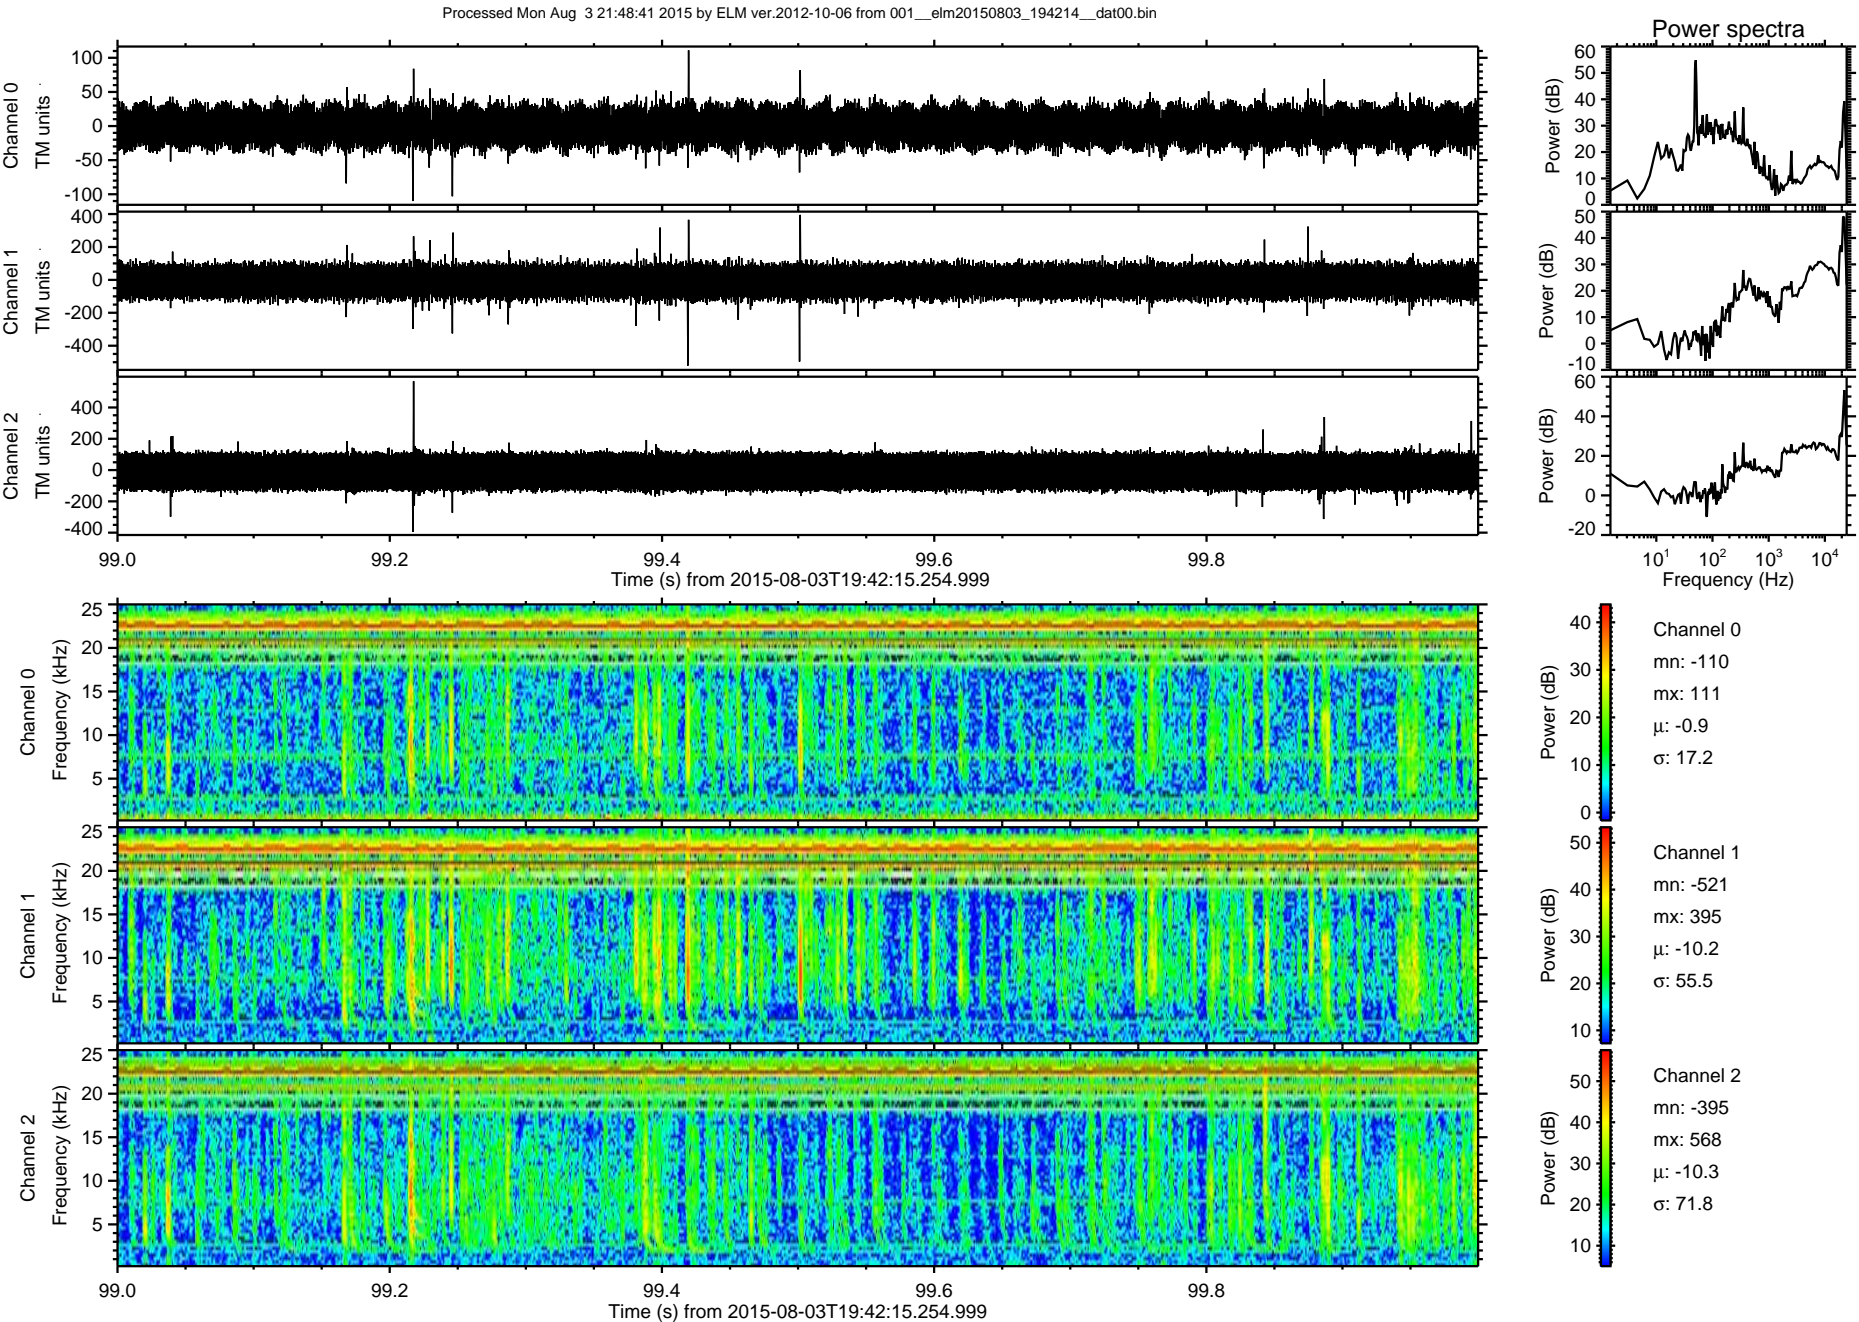 Processed Mon Aug  3 21:48:41 2015 by ELM ver.2012-10-06 from 001__elm20150803_194214__dat00.bin
Power spectra
Channel 0
TM units
100
50
0
-50
-100
Power (dB)
60
50
40
30
20
10
0
Channel 1
TM units
400
200
0
-200
-400
Power (dB)
50
40
30
20
10
0
-10
Channel 2
TM units
400
200
0
-200
-400
Power (dB)
60
40
20
0
-20
99.0 99.2 99.4 99.6 99.8
Time (s) from 2015-08-03T19:42:15.254.999
10^1 10^2 10^3 10^4
Frequency (Hz)
Channel 0
Frequency (kHz)
25
20
15
10
5
Power (dB)
40
30
20
10
0
Channel 0
mn: -110
mx: 111
μ: -0.9
σ: 17.2
Channel 1
Frequency (kHz)
25
20
15
10
5
Power (dB)
50
40
30
20
10
Channel 1
mn: -521
mx: 395
μ: -10.2
σ: 55.5
Channel 2
Frequency (kHz)
25
20
15
10
5
Power (dB)
50
40
30
20
10
Channel 2
mn: -395
mx: 568
μ: -10.3
σ: 71.8
99.0 99.2 99.4 99.6 99.8
Time (s) from 2015-08-03T19:42:15.254.999